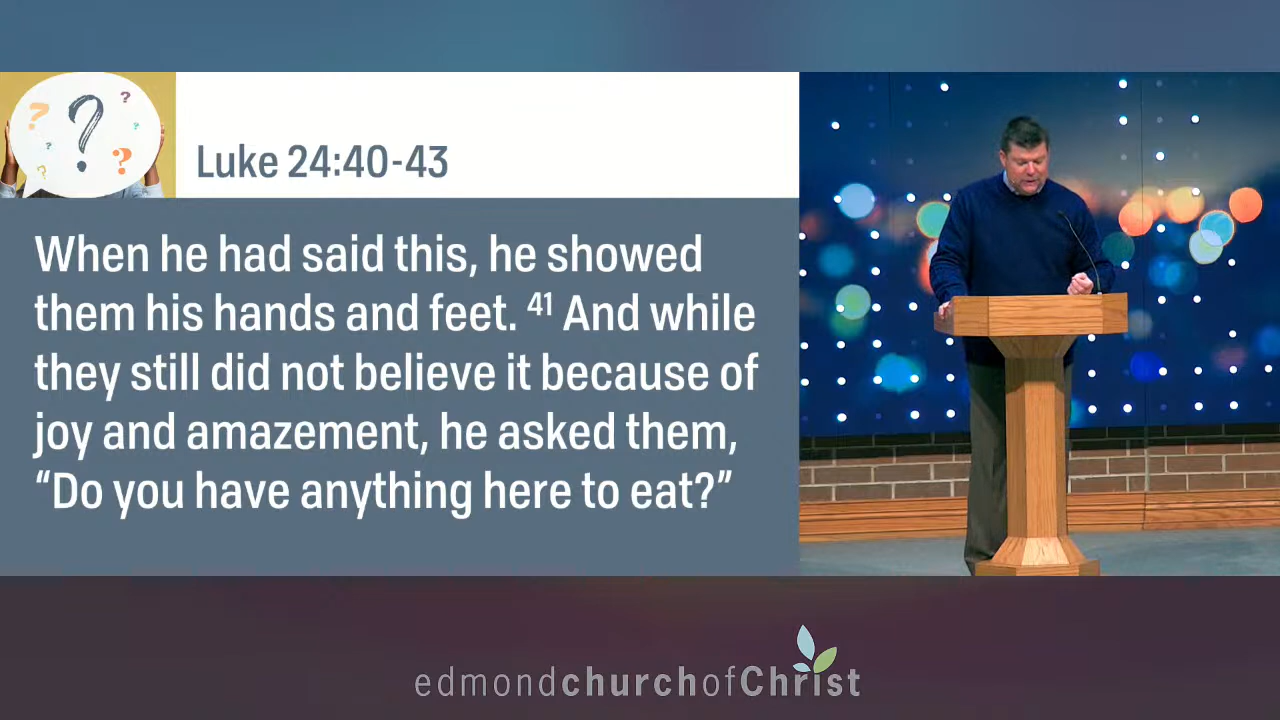 ? ? ? ? ? ? ?
Luke 24:40-43
When he had said this, he showed
them his hands and feet. 41 And while
they still did not believe it because of
joy and amazement, he asked them,
“Do you have anything here to eat?”
edmondchurchofChrist